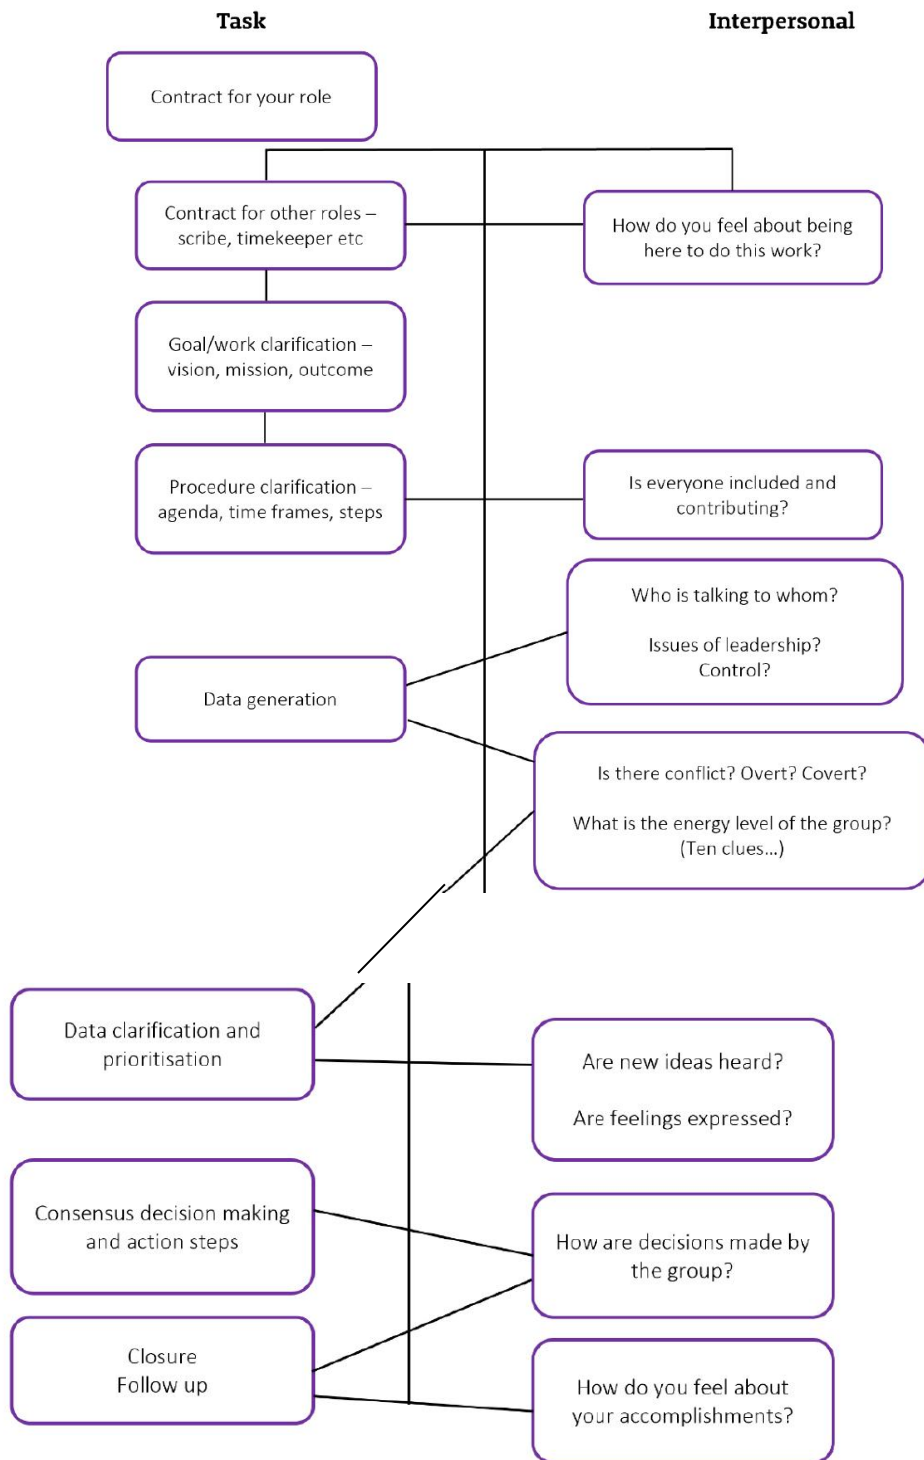 Task
Interpersonal
Contract for your role
Contract for other roles –
scribe, timekeeper etc
How do you feel about being
here to do this work?
Goal/work clarification –
vision, mission, outcome
Procedure clarification –
agenda, time frames, steps
Is everyone included and
contributing?
Who is talking to whom?
Issues of leadership?
Control?
Data generation
Is there conflict? Overt? Covert?
What is the energy level of the group?
(Ten clues...)
Data clarification and
prioritisation
Are new ideas heard?
Are feelings expressed?
Consensus decision making
and action steps
How are decisions made by
the group?
Closure
Follow up
How do you feel about
your accomplishments?